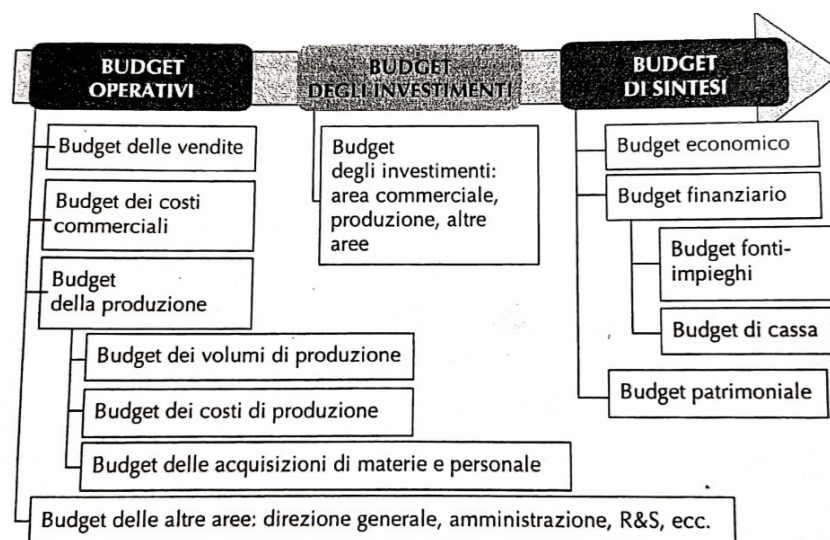 BUDGET
OPERATIVI
Budget delle vendite
Budget dei costi
commerciali
Budget
della produzione
Budget dei volumi di produzione
Budget dei costi di produzione
Budget delle acquisizioni di materie e personale
Budget delle altre aree: direzione generale, amministrazione, R&S, ecc.
BUDGET
DEGLI INVESTIMENTI
Budget
degli investimenti:
area commerciale,
produzione, altre
aree
BUDGET
DI SINTESI
Budget economico
Budget finanziario
Budget fonti-
impieghi
Budget di cassa
Budget patrimoniale